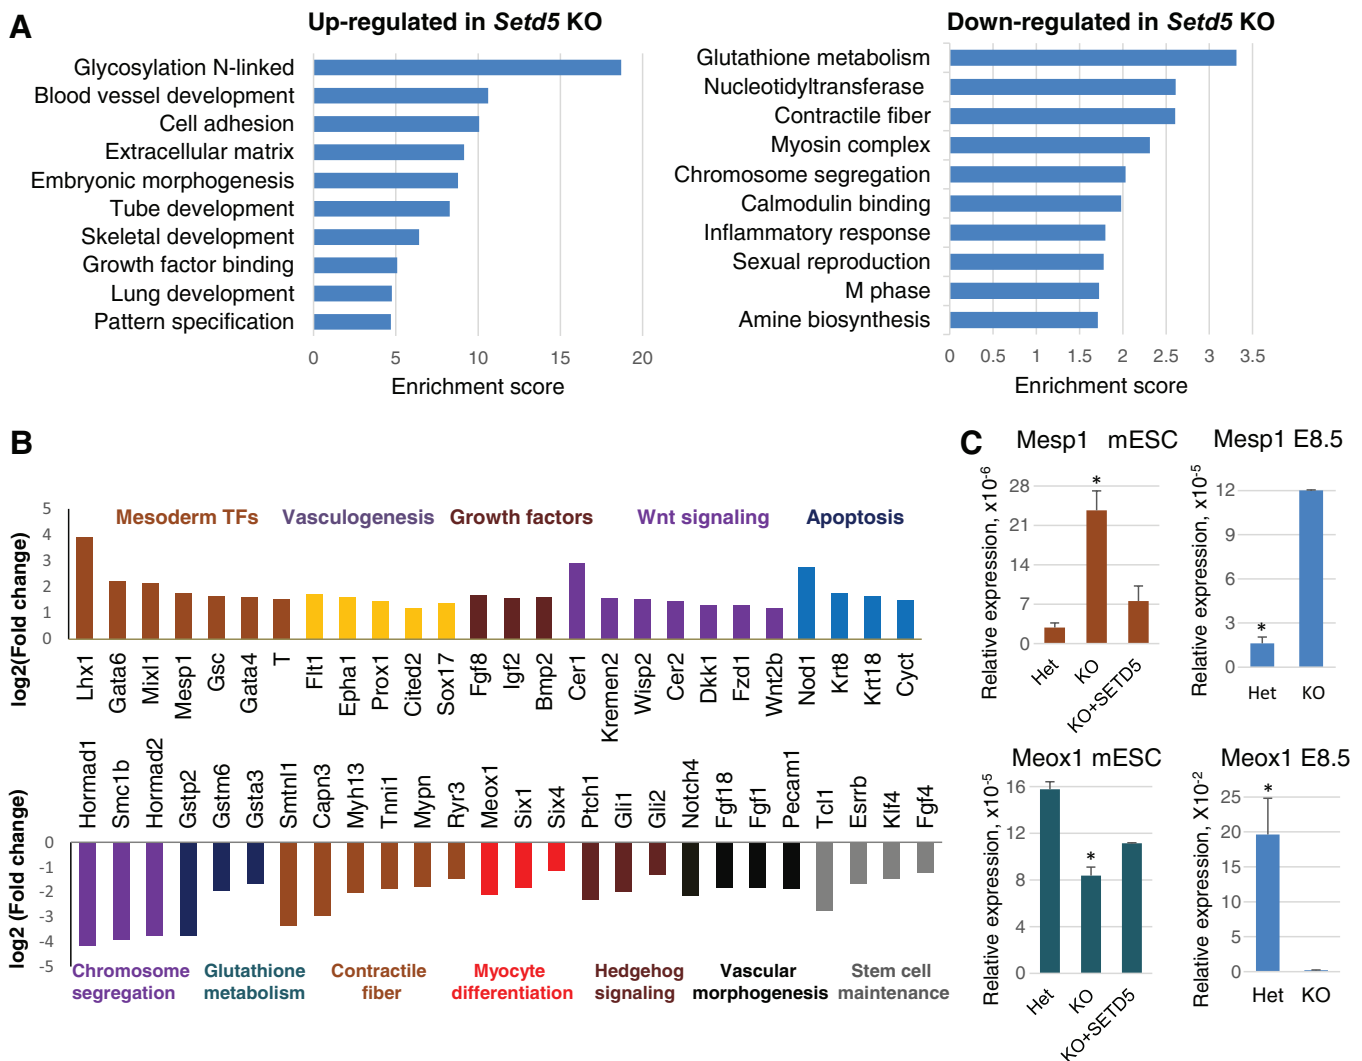 A
Up-regulated in Setd5 KO
Glycosylation N-linked
Blood vessel development
Cell adhesion
Extracellular matrix
Embryonic morphogenesis
Tube development
Skeletal development
Growth factor binding
Lung development
Pattern specification
0 5 10 15 20
Enrichment score
Down-regulated in Setd5 KO
Glutathione metabolism
Nucleotidyltransferase
Contractile fiber
Myosin complex
Chromosome segregation
Calmodulin binding
Inflammatory response
Sexual reproduction
M phase
Amine biosynthesis
0 0.5 1 1.5 2 2.5 3 3.5
Enrichment score
B
log2(Fold change)
5
4
3
2
1
0
Mesoderm TFs Vasculogenesis Growth factors Wnt signaling Apoptosis
Lhx1 Gata6 Mixl1 Mesp1 Gsc Gata4 T Flt1 Epha1 Prox1 Cited2 Sox17 Fgf8 Igf2 Bmp2 Cer1 Kremen2 Wisp2 Cer2 Dkk1 Fzd1 Wnt2b Nod1 Krt8 Krt18 Cyct
Hormad1 Smc1b Hormad2 Gstp2 Gstm6 Gsta3 Smtnl1 Capn3 Myh13 Tnni1 Mypn Ryr3 Meox1 Six1 Six4 Ptch1 Gli1 Gli2 Notch4 Fgf18 Fgf1 Pecam1 Tcl1 Esrrb Klf4 Fgf4
log2 (Fold change)
0
-1
-2
-3
-4
-5
Chromosome segregation
Glutathione metabolism
Contractile fiber
Myocyte differentiation
Hedgehog signaling
Vascular morphogenesis
Stem cell maintenance
C
Mesp1 mESC
Relative expression, x10-6
28
21
14
7
0
*
Het KO KO+SETD5
Mesp1 E8.5
Relative expression, x10-5
12
9
6
3
0
*
Het KO
Meox1 mESC
Relative expression, x10-5
16
12
8
4
0
*
Het KO KO+SETD5
Meox1 E8.5
Relative expression, X10-2
25
20
15
10
5
0
*
Het KO